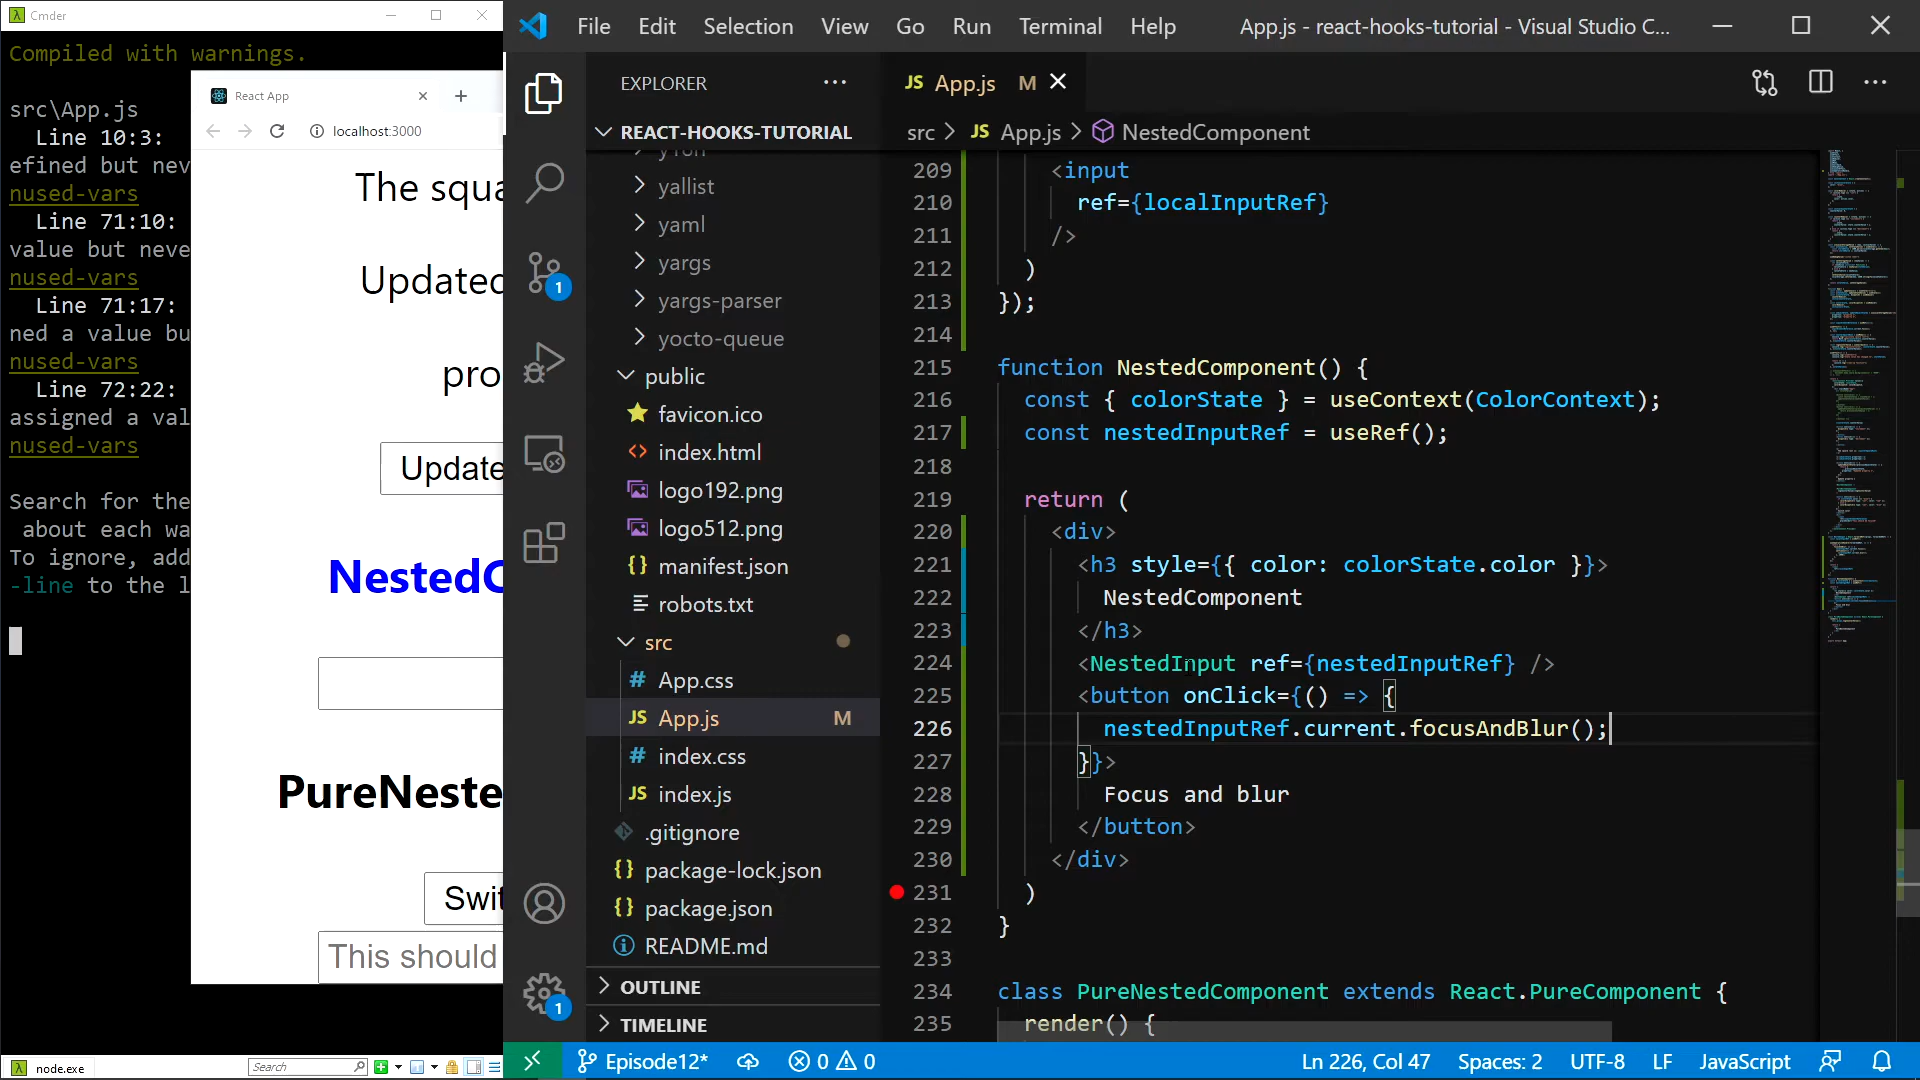 Cmder
Compiled with warnings.
src\App.js
Line 10:3:
efined but nev
nused-vars
Line 71:10:
value but neve
nused-vars
Line 71:17:
ned a value bu
nused-vars
Line 72:22:
assigned a val
nused-vars
Search for the
about each wa
To ignore, add
-line to the l
React App
localhost:3000
The squa
Updated
pro
Update
NestedC
PureNeste
Swit
This should
node.exe
Search
File Edit Selection View Go Run Terminal Help
App.js - react-hooks-tutorial - Visual Studio C...
EXPLORER
REACT-HOOKS-TUTORIAL
yallist
yaml
yargs
yargs-parser
yocto-queue
public
favicon.ico
index.html
logo192.png
logo512.png
manifest.json
robots.txt
src
App.css
App.js M
index.css
index.js
.gitignore
package-lock.json
package.json
README.md
OUTLINE
TIMELINE
1
1
JS App.js M
src > JS App.js > NestedComponent
209 <input
210 ref={localInputRef}
211 />
212 )
213 });
214
215 function NestedComponent() {
216 const { colorState } = useContext(ColorContext);
217 const nestedInputRef = useRef();
218
219 return (
220 <div>
221 <h3 style={{ color: colorState.color }}>
222 NestedComponent
223 </h3>
224 <NestedInput ref={nestedInputRef} />
225 <button onClick={() => {
226 nestedInputRef.current.focusAndBlur();
227 }}>
228 Focus and blur
229 </button>
230 </div>
231 )
232 }
233
234 class PureNestedComponent extends React.PureComponent {
235 render() {
Episode12* 0 0
Ln 226, Col 47 Spaces: 2 UTF-8 LF JavaScript